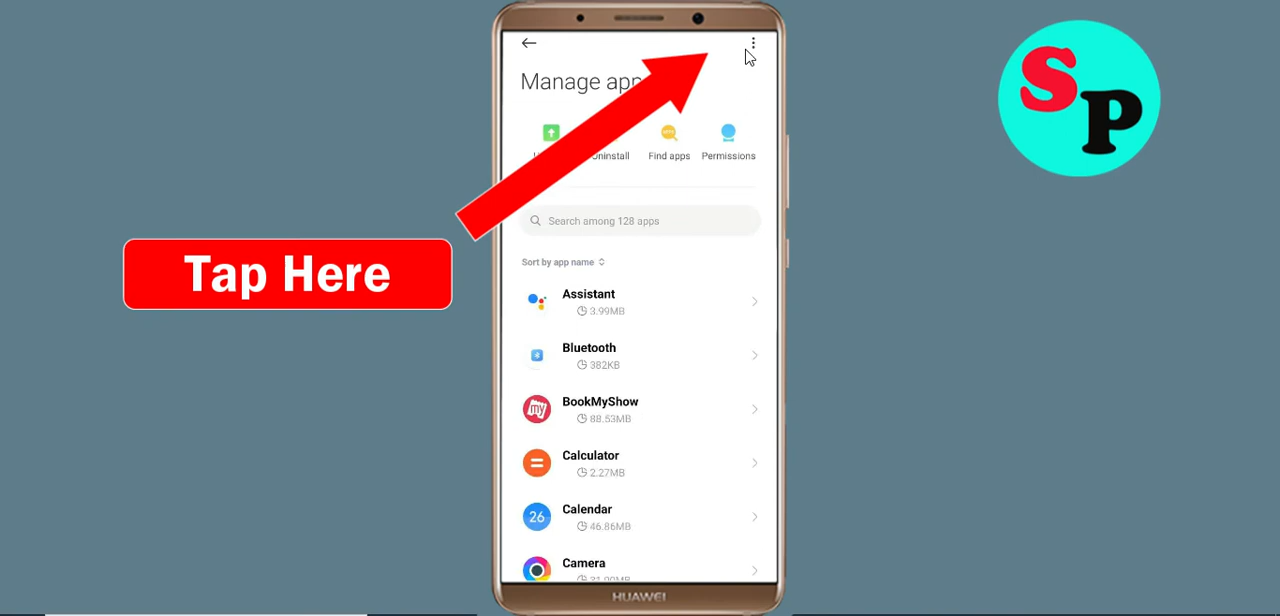 Manage app
Uninstall
Find apps
Permissions
Search among 128 apps
Sort by app name
Assistant
3.99MB
Bluetooth
382KB
my
BookMyShow
88.53MB
Calculator
2.27MB
26
Calendar
46.86MB
Camera
HUAWEI
Tap Here
SP